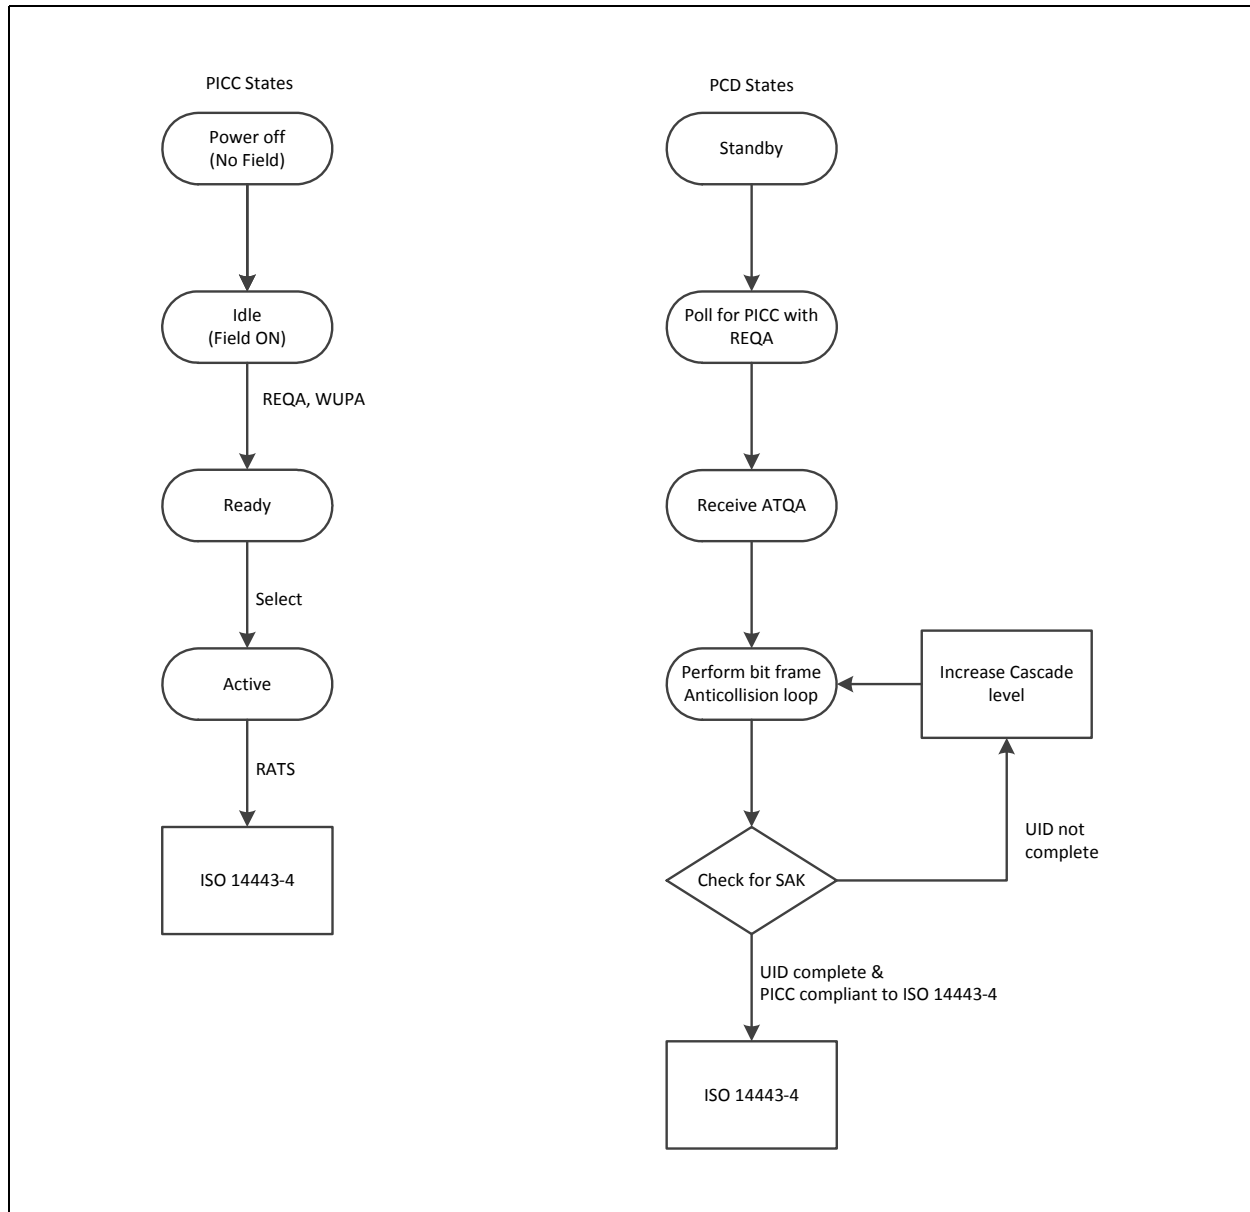 PICC States
Power off
(No Field)
Idle
(Field ON)
REQA, WUPA
Ready
Select
Active
RATS
ISO 14443-4
PCD States
Standby
Poll for PICC with
REQA
Receive ATQA
Perform bit frame
Anticollision loop
Increase Cascade
level
UID not
complete
Check for SAK
UID complete &
PICC compliant to ISO 14443-4
ISO 14443-4